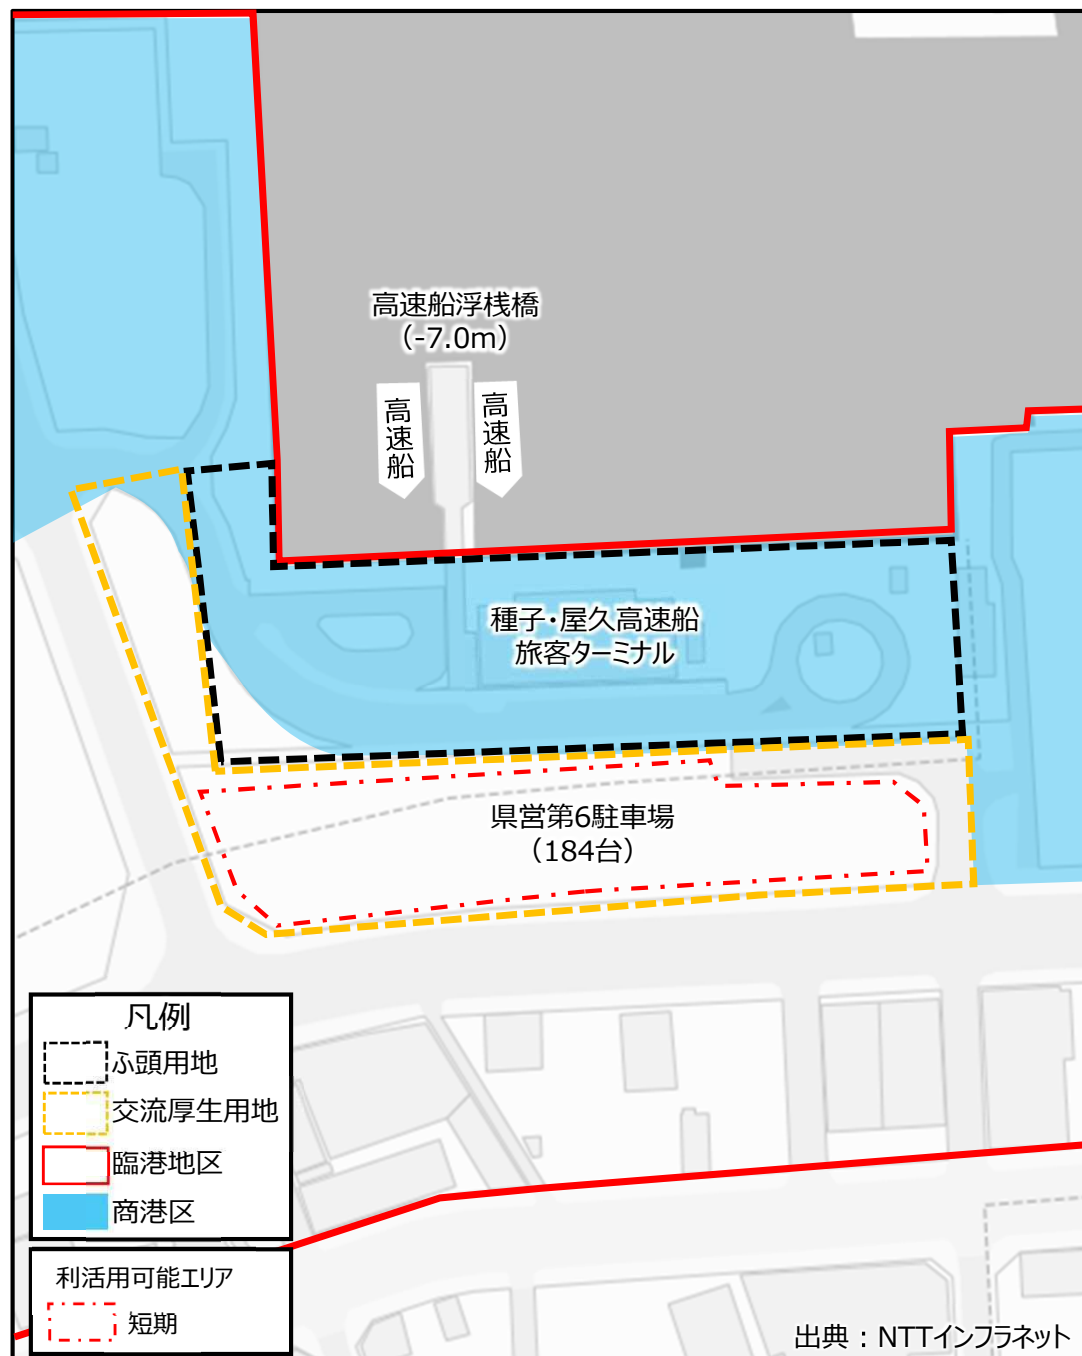 高速船浮桟橋
（-7.0m）
高速船
高速船
種子・屋久高速船
旅客ターミナル
県営第6駐車場
（184台）
凡例
ふ頭用地
交流厚生用地
臨港地区
商港区
利活用可能エリア
短期
出典：NTTインフラネット